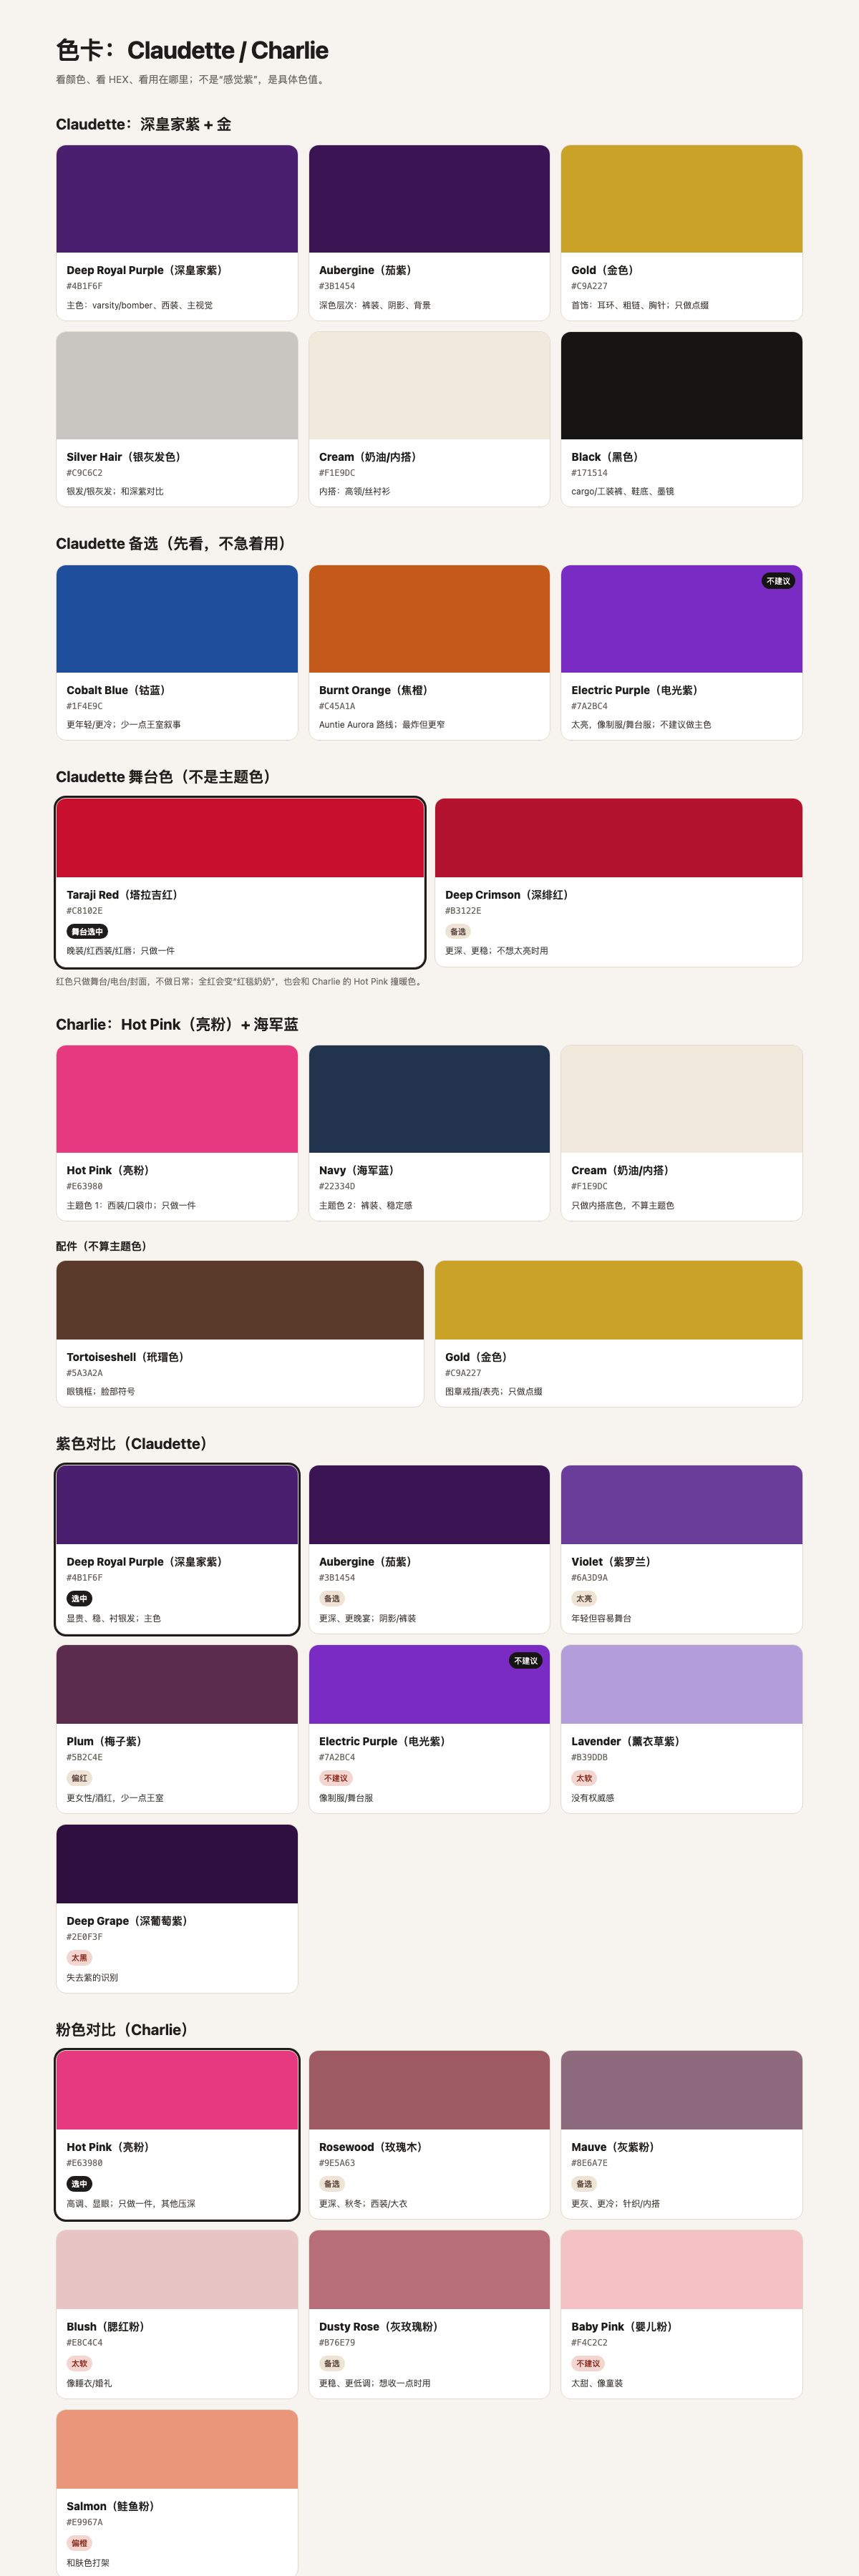 色卡：Claudette / Charlie
看颜色、看 HEX、看用在哪里；不是“感觉紫”，是具体色值。
Claudette：深皇家紫 + 金
Deep Royal Purple（深皇家紫）
#4B1F6F
主色：varsity/bomber、西装、主视觉
Aubergine（茄紫）
#3B1454
深色层次：裤装、阴影、背景
Gold（金色）
#C9A227
首饰：耳环、粗链、胸针；只做点缀
Silver Hair（银灰发色）
#C9C6C2
银发/银灰发；和深紫对比
Cream（奶油/内搭）
#F1E9DC
内搭：高领/丝衬衫
Black（黑色）
#171514
cargo/工装裤、鞋底、墨镜
Claudette 备选（先看，不急着用）
Cobalt Blue（钴蓝）
#1F4E9C
更年轻/更冷；少一点王室叙事
Burnt Orange（焦橙）
#C45A1A
Auntie Aurora 路线；最炸但更窄
不建议
Electric Purple（电光紫）
#7A2BC4
太亮，像制服/舞台服；不建议做主色
Claudette 舞台色（不是主题色）
Taraji Red（塔拉吉红）
#C8102E
舞台选中
晚装/红西装/红唇；只做一件
Deep Crimson（深绯红）
#B3122E
备选
更深、更稳；不想太亮时用
红色只做舞台/电台/封面，不做日常；全红会变“红毯奶奶”，也会和 Charlie 的 Hot Pink 撞暖色。
Charlie：Hot Pink（亮粉）+ 海军蓝
Hot Pink（亮粉）
#E63980
主题色 1：西装/口袋巾；只做一件
Navy（海军蓝）
#22334D
主题色 2：裤装、稳定感
Cream（奶油/内搭）
#F1E9DC
只做内搭底色，不算主题色
配件（不算主题色）
Tortoiseshell（玳瑁色）
#5A3A2A
眼镜框；脸部符号
Gold（金色）
#C9A227
图章戒指/表壳；只做点缀
紫色对比（Claudette）
Deep Royal Purple（深皇家紫）
#4B1F6F
选中
显贵、稳、衬银发；主色
Aubergine（茄紫）
#3B1454
备选
更深、更晚宴；阴影/裤装
Violet（紫罗兰）
#6A3D9A
太亮
年轻但容易舞台
Plum（梅子紫）
#5B2C4E
偏红
更女性/酒红，少一点王室
不建议
Electric Purple（电光紫）
#7A2BC4
不建议
像制服/舞台服
Lavender（薰衣草紫）
#B39DDB
太软
没有权威感
Deep Grape（深葡萄紫）
#2E0F3F
太黑
失去紫的识别
粉色对比（Charlie）
Hot Pink（亮粉）
#E63980
选中
高调、显眼；只做一件，其他压深
Rosewood（玫瑰木）
#9E5A63
备选
更深、秋冬；西装/大衣
Mauve（灰紫粉）
#8E6A7E
备选
更灰、更冷；针织/内搭
Blush（腮红粉）
#E8C4C4
太软
像睡衣/婚礼
Dusty Rose（灰玫瑰粉）
#B76E79
备选
更稳、更低调；想收一点时用
Baby Pink（婴儿粉）
#F4C2C2
不建议
太甜、像童装
Salmon（鲑鱼粉）
#E9967A
偏橙
和肤色打架